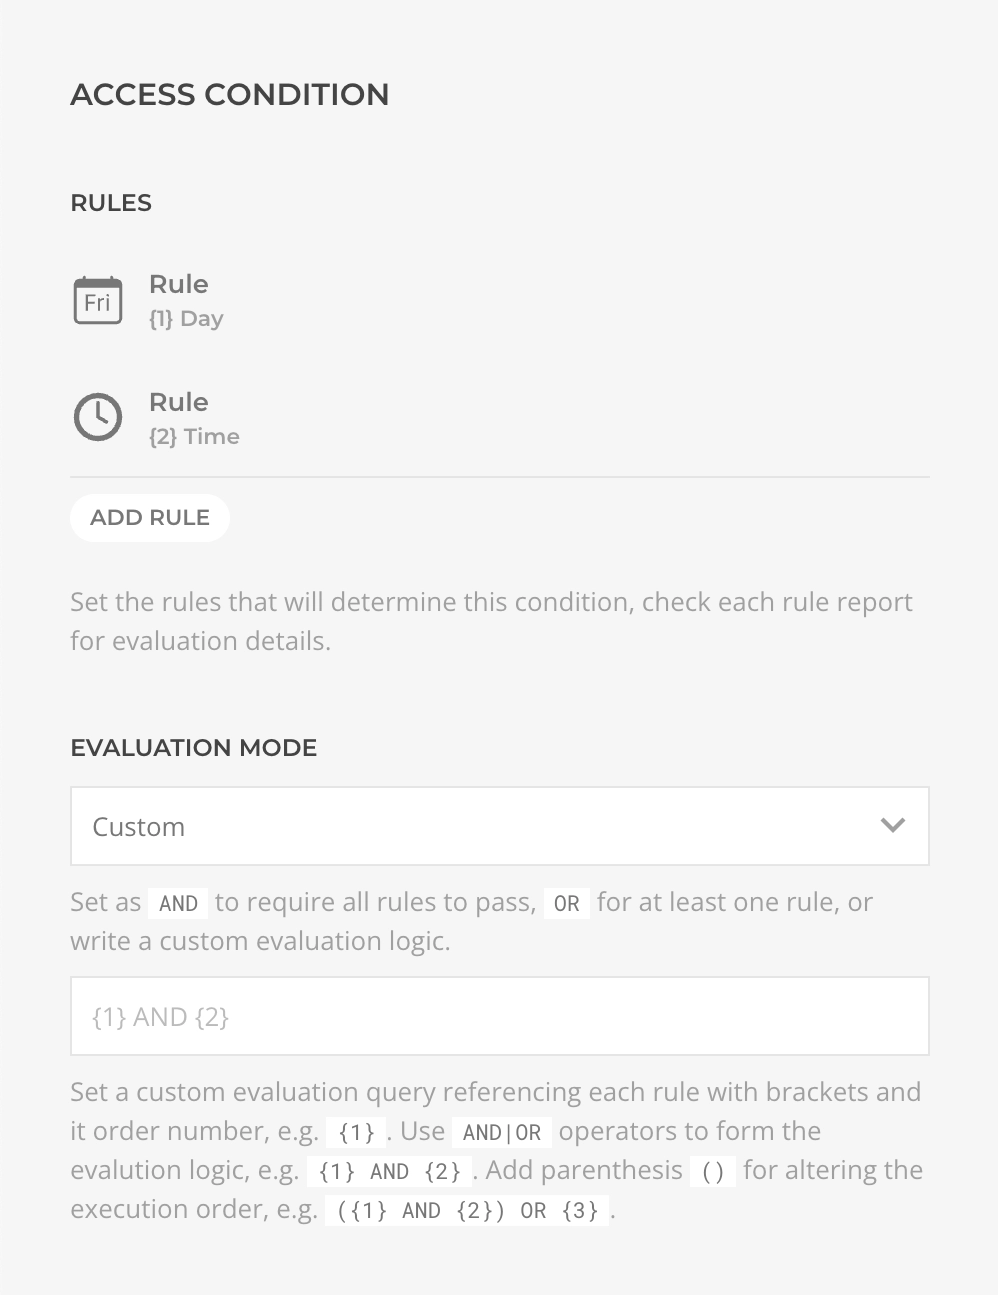 ACCESS CONDITION
RULES
Fri
Rule
{1} Day
Rule
{2} Time
ADD RULE
Set the rules that will determine this condition, check each rule report
for evaluation details.
EVALUATION MODE
Custom
Set as AND to require all rules to pass, OR for at least one rule, or
write a custom evaluation logic.
{1} AND {2}
Set a custom evaluation query referencing each rule with brackets and
it order number, e.g. {1} . Use AND|OR operators to form the
evalution logic, e.g. {1} AND {2} . Add parenthesis () for altering the
execution order, e.g. ({1} AND {2}) OR {3} .